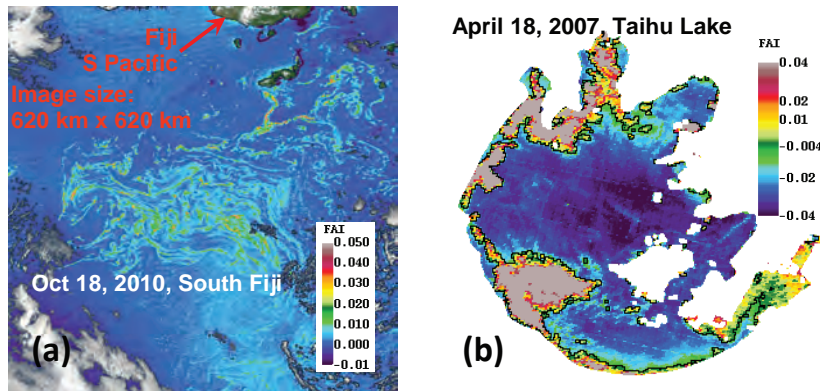 Fiji
S Pacific
Image size:
620 km x 620 km
Oct 18, 2010, South Fiji
FAI
0.050
0.040
0.030
0.020
0.010
0.000
-0.01
(a)
April 18, 2007, Taihu Lake
FAI
0.04
0.02
0.01
-0.004
-0.02
-0.04
(b)